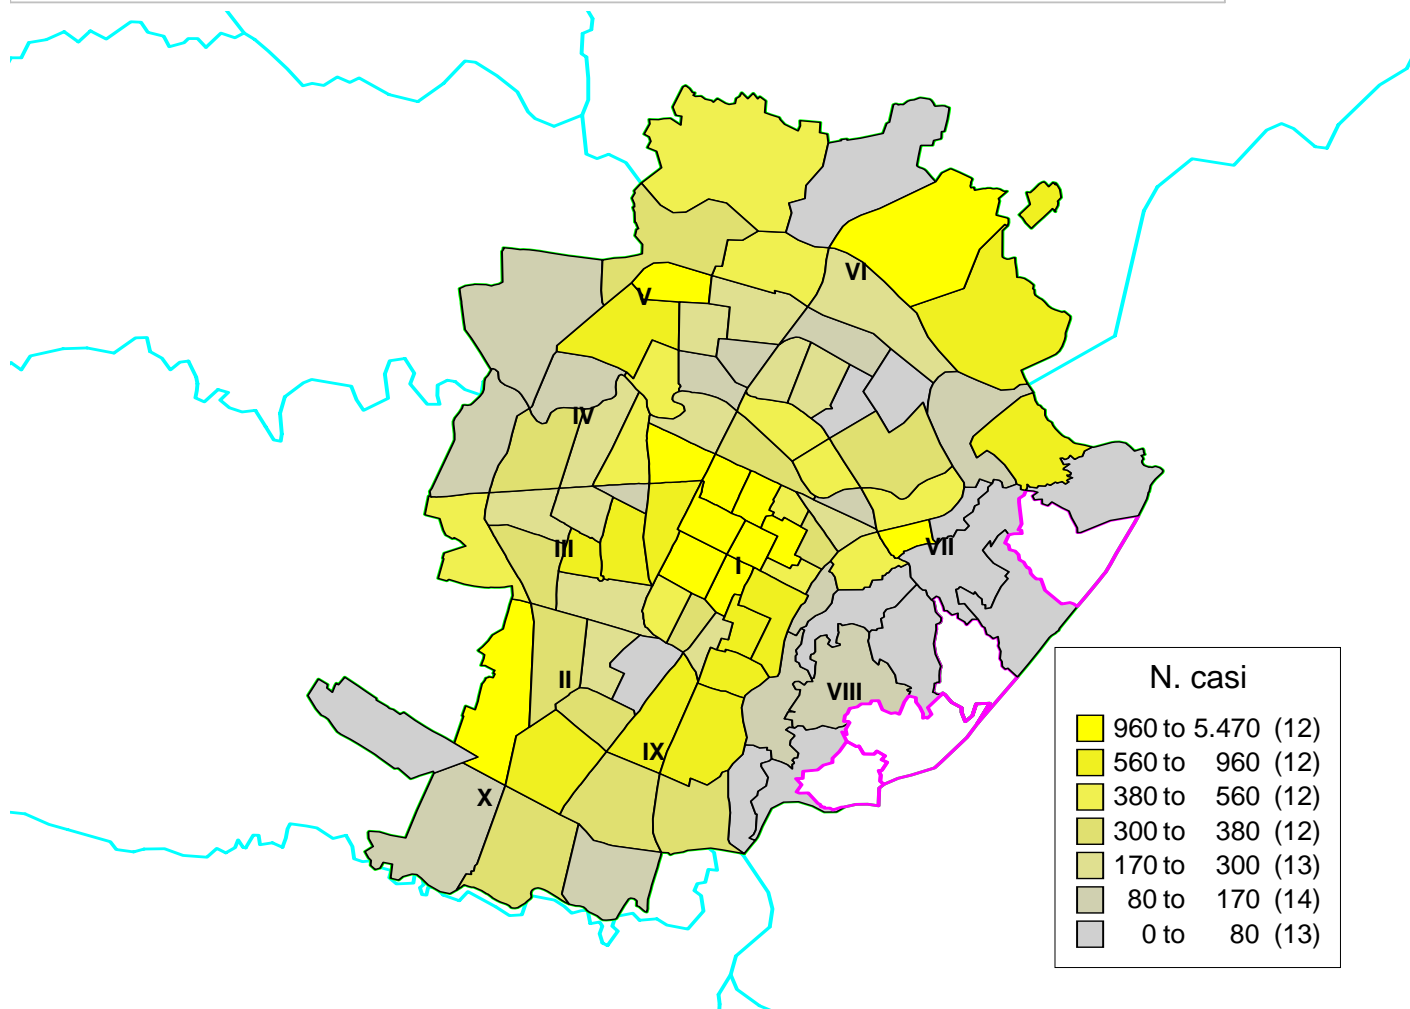 VI
V
IV
III
VII
I
II
VIII
IX
X
N. casi
960 to 5.470 (12)
560 to 960 (12)
380 to 560 (12)
300 to 380 (12)
170 to 300 (13)
80 to 170 (14)
0 to 80 (13)